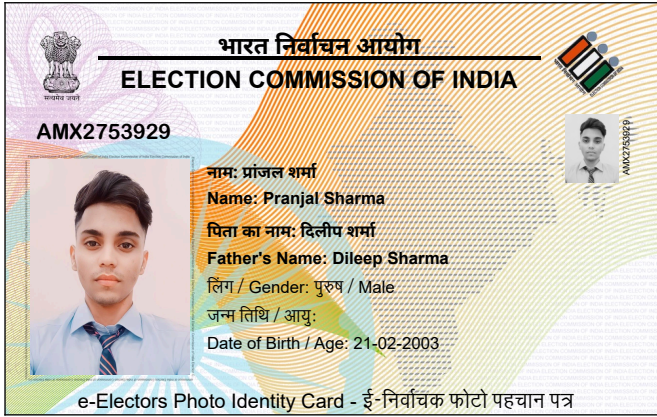 भारत निर्वाचन आयोग
ELECTION COMMISSION OF INDIA
सत्यमेव जयते
AMX2753929
AMX2753929
नाम: प्रांजल शर्मा
Name: Pranjal Sharma
पिता का नाम: दिलीप शर्मा
Father's Name: Dileep Sharma
लिंग / Gender: पुरुष / Male
जन्म तिथि / आयु:
Date of Birth / Age: 21-02-2003
e-Electors Photo Identity Card - ई-निर्वाचक फोटो पहचान पत्र